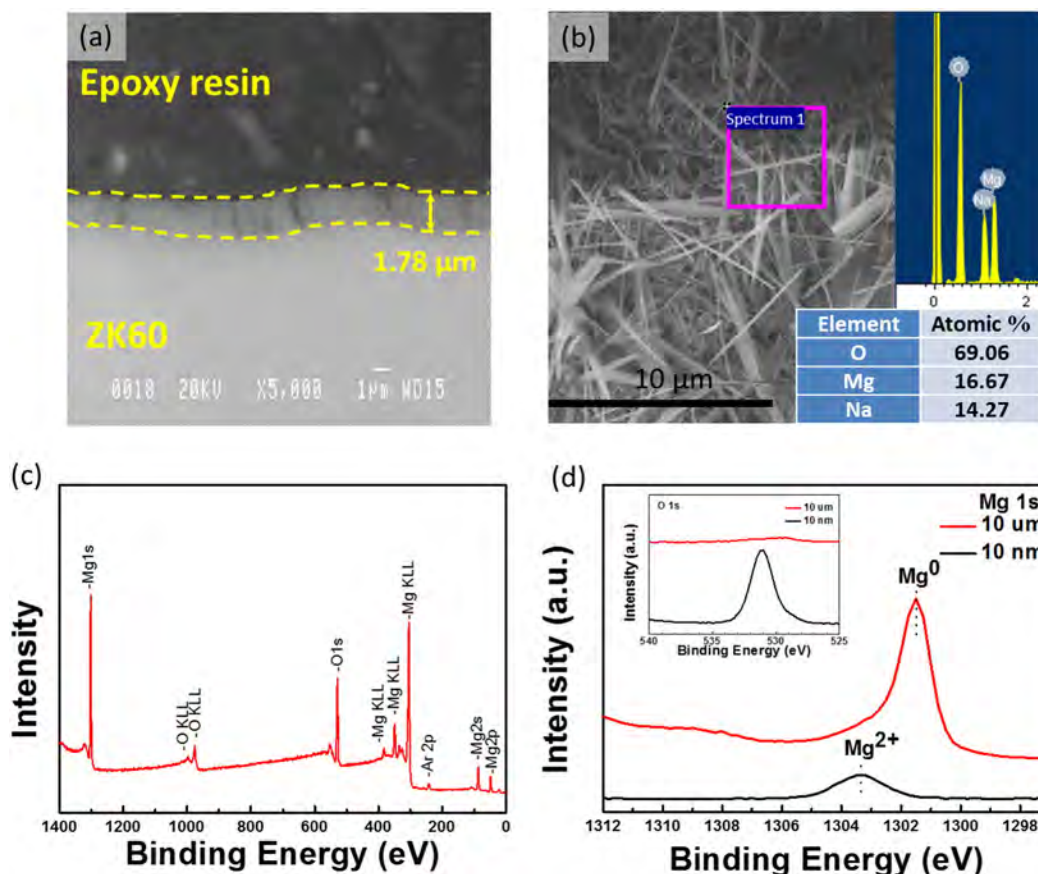 (a)
Epoxy resin
1.78 µm
ZK60
0018 20KV X5,000 1µm WD15
(b)
Spectrum 1
10 µm
O
Mg
Na
0 2
Element Atomic %
O 69.06
Mg 16.67
Na 14.27
(c)
Intensity
-Mg1s
-O KLL
-O KLL
-O1s
-Mg KLL
-Mg KLL
-Mg KLL
-Ar 2p
-Mg2s
-Mg2p
1400 1200 1000 800 600 400 200 0
Binding Energy (eV)
(d)
Intensity (a.u.)
O 1s
10 um
10 nm
Intensity (a.u.)
540 535 530 525
Binding Energy (eV)
Mg 1s
10 um
10 nm
Mg⁰
Mg²⁺
1312 1310 1308 1306 1304 1302 1300 1298
Binding Energy (eV)